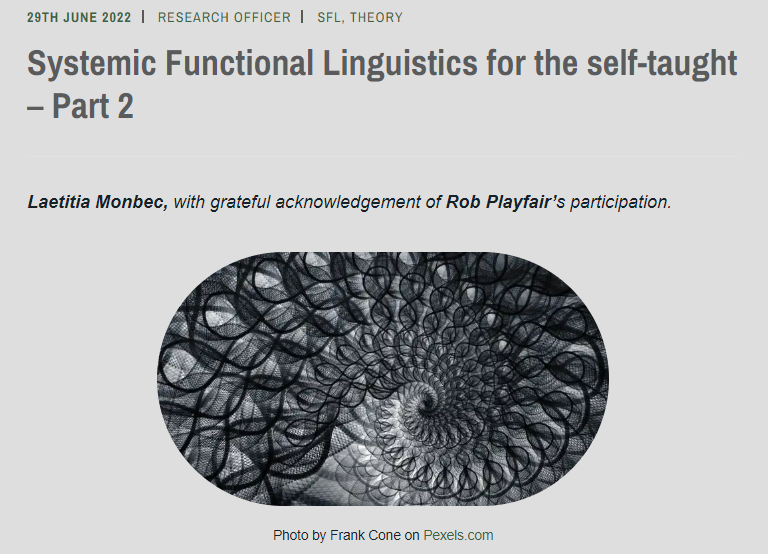 29TH JUNE 2022 | RESEARCH OFFICER | SFL, THEORY
Systemic Functional Linguistics for the self-taught
– Part 2
Laetitia Monbec, with grateful acknowledgement of Rob Playfair’s participation.
Photo by Frank Cone on Pexels.com